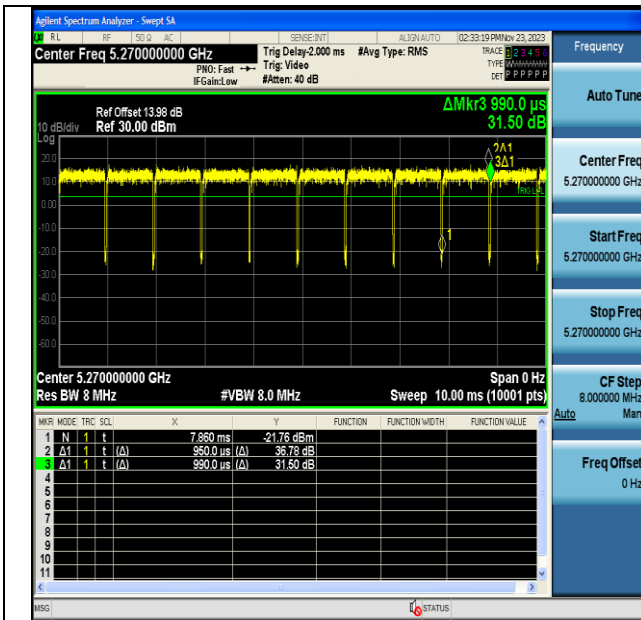 Agilent Spectrum Analyzer - Swept SA
RL RF 50 Ω AC SENSE:INT ALIGN AUTO 02:33:19 PM Nov 23, 2023
Center Freq 5.270000000 GHz
PNO: Fast
IFGain:Low
Trig Delay-2.000 ms
Trig: Video
#Atten: 40 dB
#Avg Type: RMS
TRACE 1 2 3 4 5 6
TYPE WWWWWW
DET P P P P P P
Ref Offset 13.98 dB
Ref 30.00 dBm
10 dB/div
Log
ΔMkr3 990.0 µs
31.50 dB
20.0
10.0
0.00
-10.0
-20.0
-30.0
-40.0
-50.0
-60.0
2Δ1
3Δ1
1
TRIG LVL
Center 5.270000000 GHz Span 0 Hz
Res BW 8 MHz #VBW 8.0 MHz Sweep 10.00 ms (10001 pts)
MKR MODE TRC SCL X Y FUNCTION FUNCTION WIDTH FUNCTION VALUE
1 N 1 t 7.860 ms -21.76 dBm
2 Δ1 1 t (Δ) 950.0 µs (Δ) 36.78 dB
3 Δ1 1 t (Δ) 990.0 µs (Δ) 31.50 dB
4
5
6
7
8
9
10
11
MSG STATUS
Frequency
Auto Tune
Center Freq
5.270000000 GHz
Start Freq
5.270000000 GHz
Stop Freq
5.270000000 GHz
CF Step
8.000000 MHz
Auto Man
Freq Offset
0 Hz